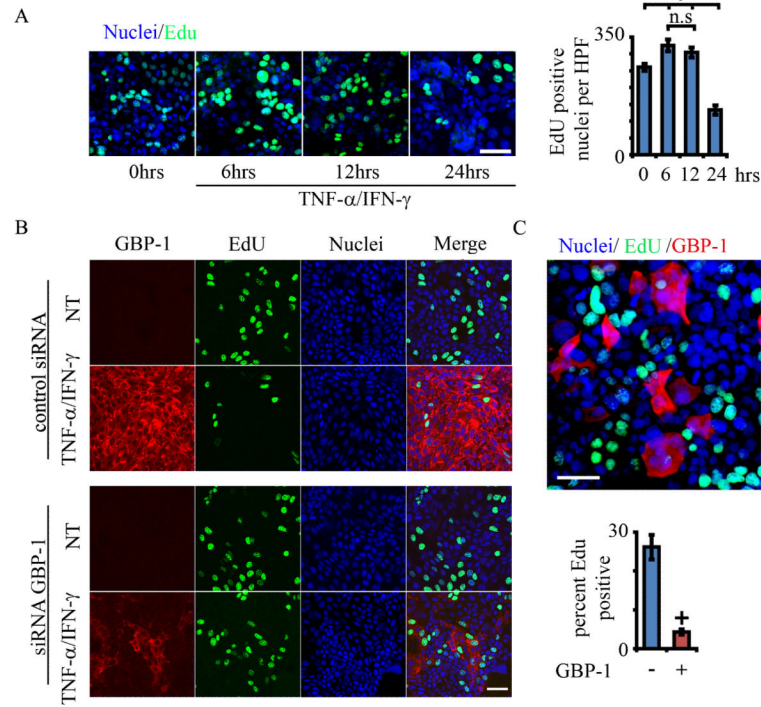 A
Nuclei/Edu
0hrs 6hrs 12hrs 24hrs
TNF-α/IFN-γ
n.s
350
0
EdU positive
nuclei per HPF
0 6 12 24 hrs
B
GBP-1 EdU Nuclei Merge
control siRNA
NT
TNF-α/IFN-γ
siRNA GBP-1
NT
TNF-α/IFN-γ
C
Nuclei/ EdU /GBP-1
30
0
percent Edu
positive
+
GBP-1 - +